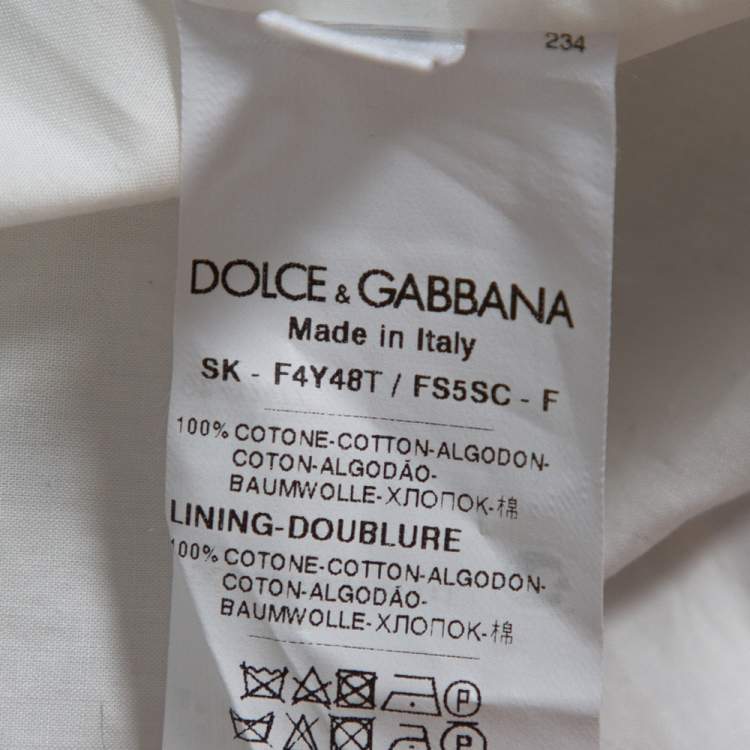 234
DOLCE & GABBANA
Made in Italy
SK - F4Y48T / FS5SC - F
100% COTONE-COTTON-ALGODON-
COTON-ALGODÃO-
BAUMWOLLE-ХЛОПОК-棉
LINING-DOUBLURE
100% COTONE-COTTON-ALGODON-
COTON-ALGODÃO-
BAUMWOLLE-ХЛОПОК-棉
P
P